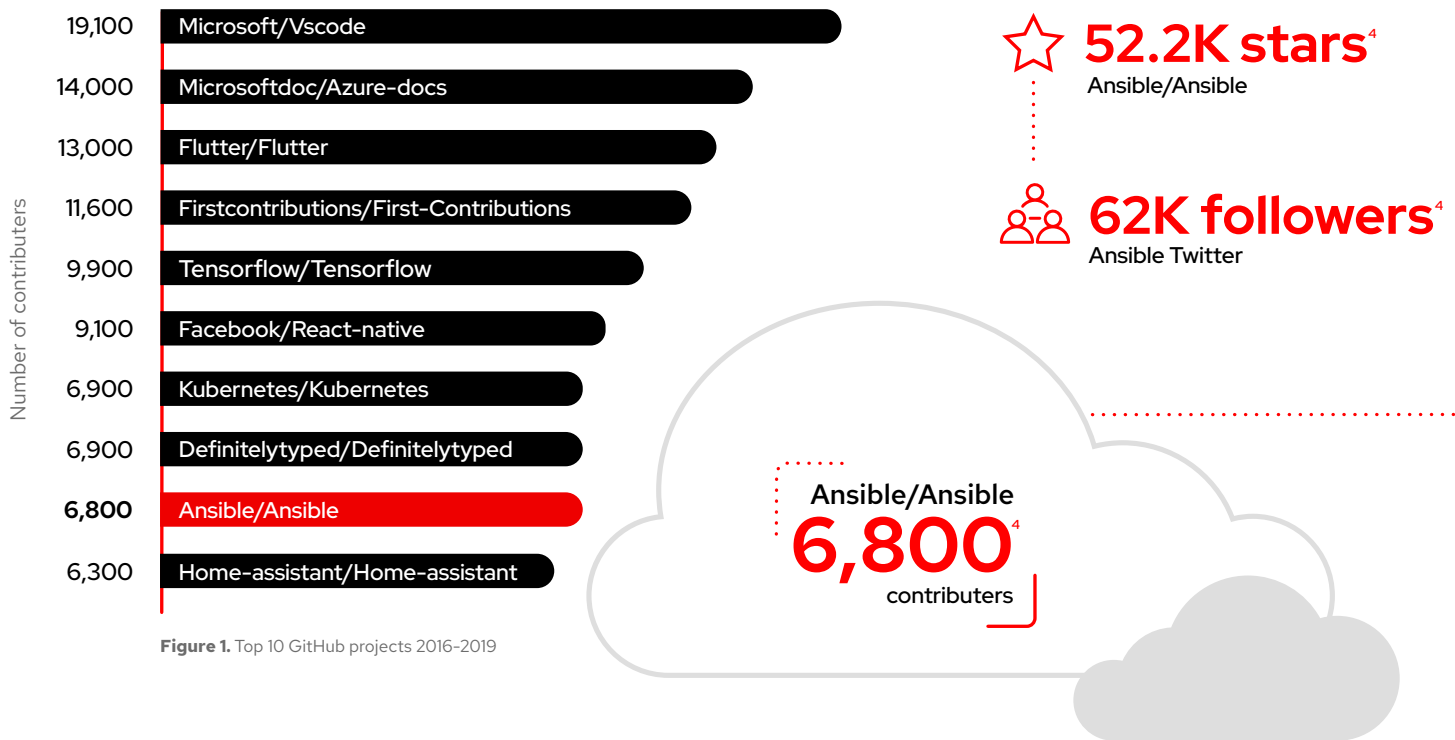 Number of contributers
19,100 Microsoft/Vscode
14,000 Microsoftdoc/Azure-docs
13,000 Flutter/Flutter
11,600 Firstcontributions/First-Contributions
9,900 Tensorflow/Tensorflow
9,100 Facebook/React-native
6,900 Kubernetes/Kubernetes
6,900 Definitelytyped/Definitelytyped
6,800 Ansible/Ansible
6,300 Home-assistant/Home-assistant
Figure 1. Top 10 GitHub projects 2016-2019
52.2K stars⁴
Ansible/Ansible
62K followers⁴
Ansible Twitter
Ansible/Ansible
6,800⁴
contributers